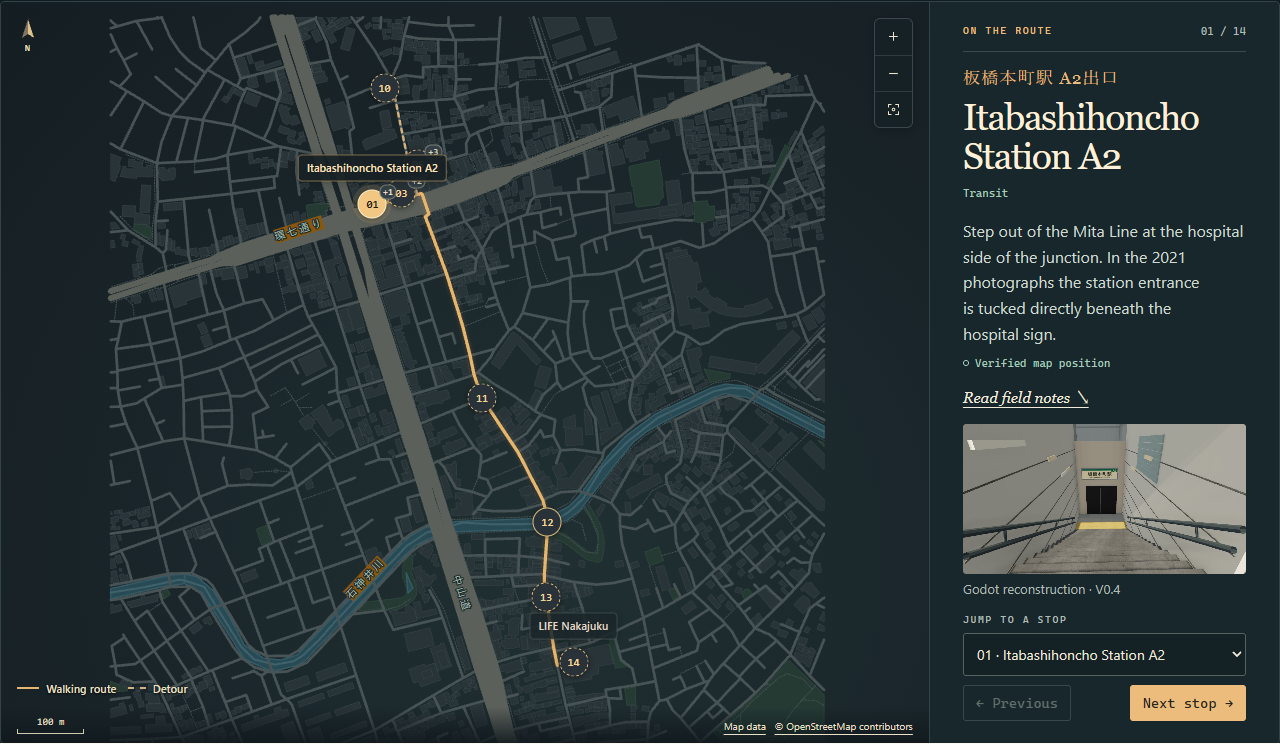 N
10
+3
Itabashihoncho Station A2
+2
01
+1
03
環七通り
11
12
石神井川
中山道
13
LIFE Nakajuku
14
Walking route
Detour
100 m
Map data © OpenStreetMap contributors
+
−
ON THE ROUTE
01 / 14
板橋本町駅 A2出口
Itabashihoncho
Station A2
Transit
Step out of the Mita Line at the hospital
side of the junction. In the 2021
photographs the station entrance
is tucked directly beneath the
hospital sign.
Verified map position
Read field notes
Godot reconstruction · V0.4
JUMP TO A STOP
01 · Itabashihoncho Station A2
← Previous
Next stop →